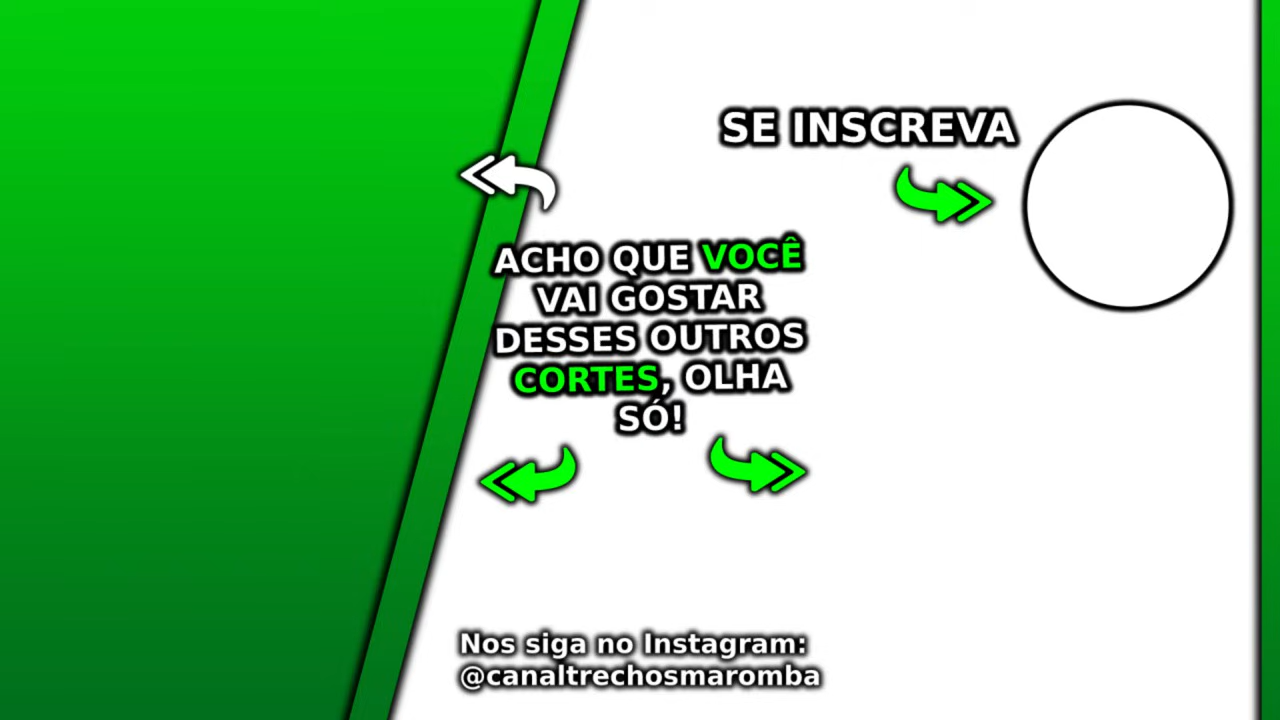 SE INSCREVA
ACHO QUE VOCÊ
VAI GOSTAR
DESSES OUTROS
CORTES, OLHA
SÓ!
Nos siga no Instagram:
@canaltrechosmaromba